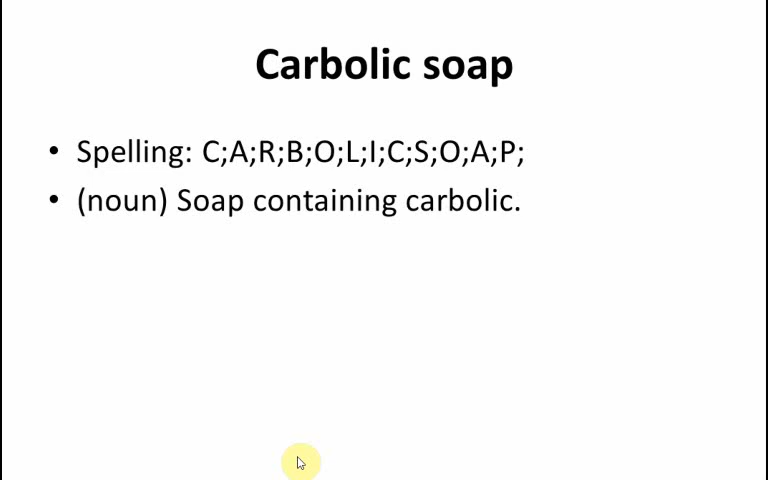 Carbolic soap
• Spelling: C;A;R;B;O;L;I;C;S;O;A;P;
• (noun) Soap containing carbolic.